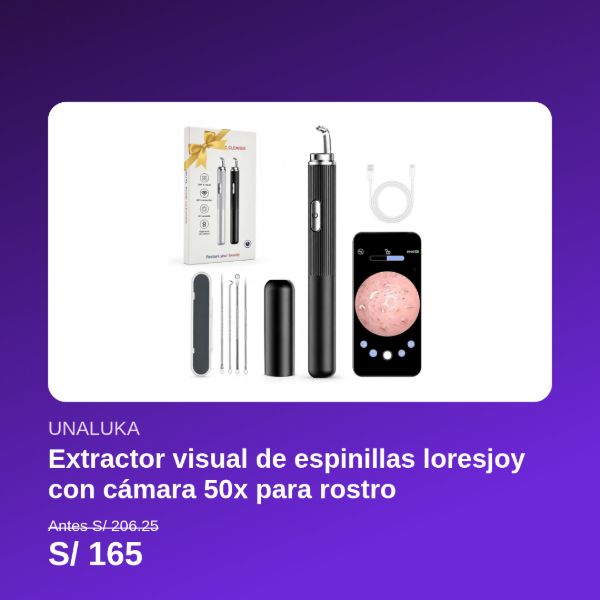 UNALUKA
Extractor visual de espinillas loresjoy
con cámara 50x para rostro
Antes S/ 206.25
S/ 165